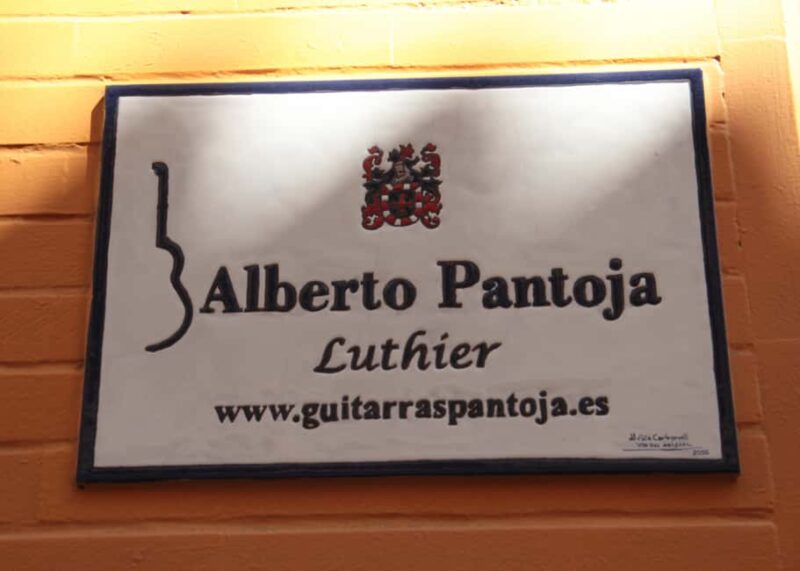 Alberto Pantoja
Luthier
www.guitarraspantoja.es